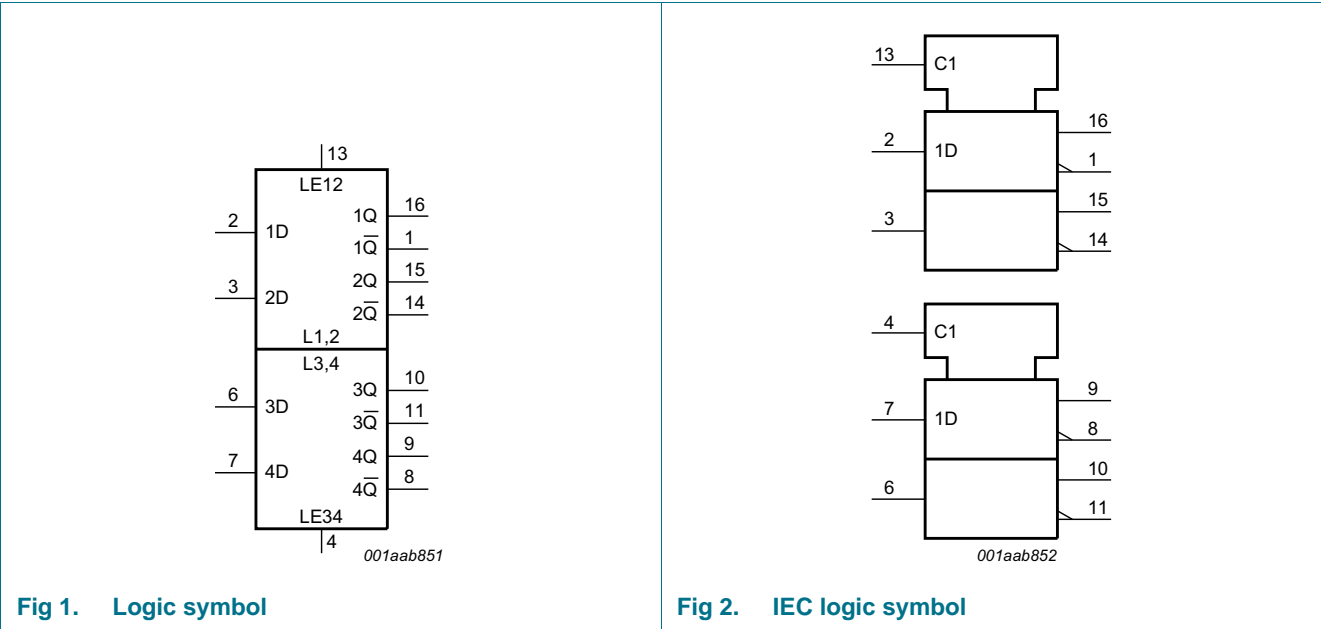 13
LE12
2
1D
1Q
16
1Q̅
1
3
2D
2Q
15
2Q̅
14
L1,2
L3,4
6
3D
3Q
10
3Q̅
11
7
4D
4Q
9
4Q̅
8
LE34
4
001aab851
Fig 1. Logic symbol
13
C1
2
1D
16
1
3
15
14
4
C1
7
1D
9
8
6
10
11
001aab852
Fig 2. IEC logic symbol